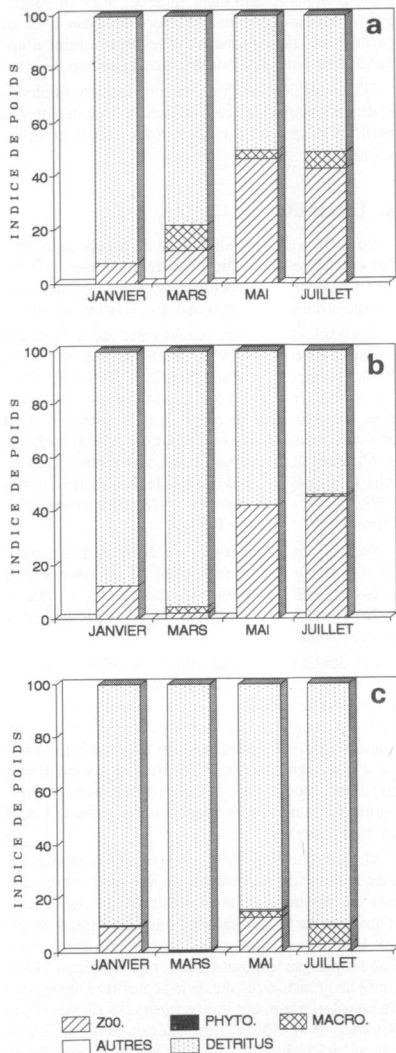 a
INDICE DE POIDS
100
80
60
40
20
0
JANVIER MARS MAI JUILLET
b
INDICE DE POIDS
100
80
60
40
20
0
JANVIER MARS MAI JUILLET
c
INDICE DE POIDS
100
80
60
40
20
0
JANVIER MARS MAI JUILLET
ZOO. PHYTO. MACRO.
AUTRES DETRITUS